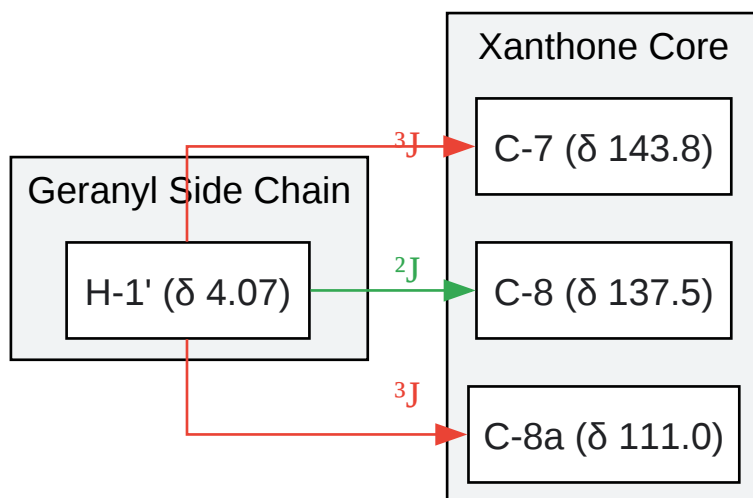 Xanthone Core
³J
C-7 (δ 143.8)
Geranyl Side Chain
H-1' (δ 4.07)
²J
C-8 (δ 137.5)
³J
C-8a (δ 111.0)